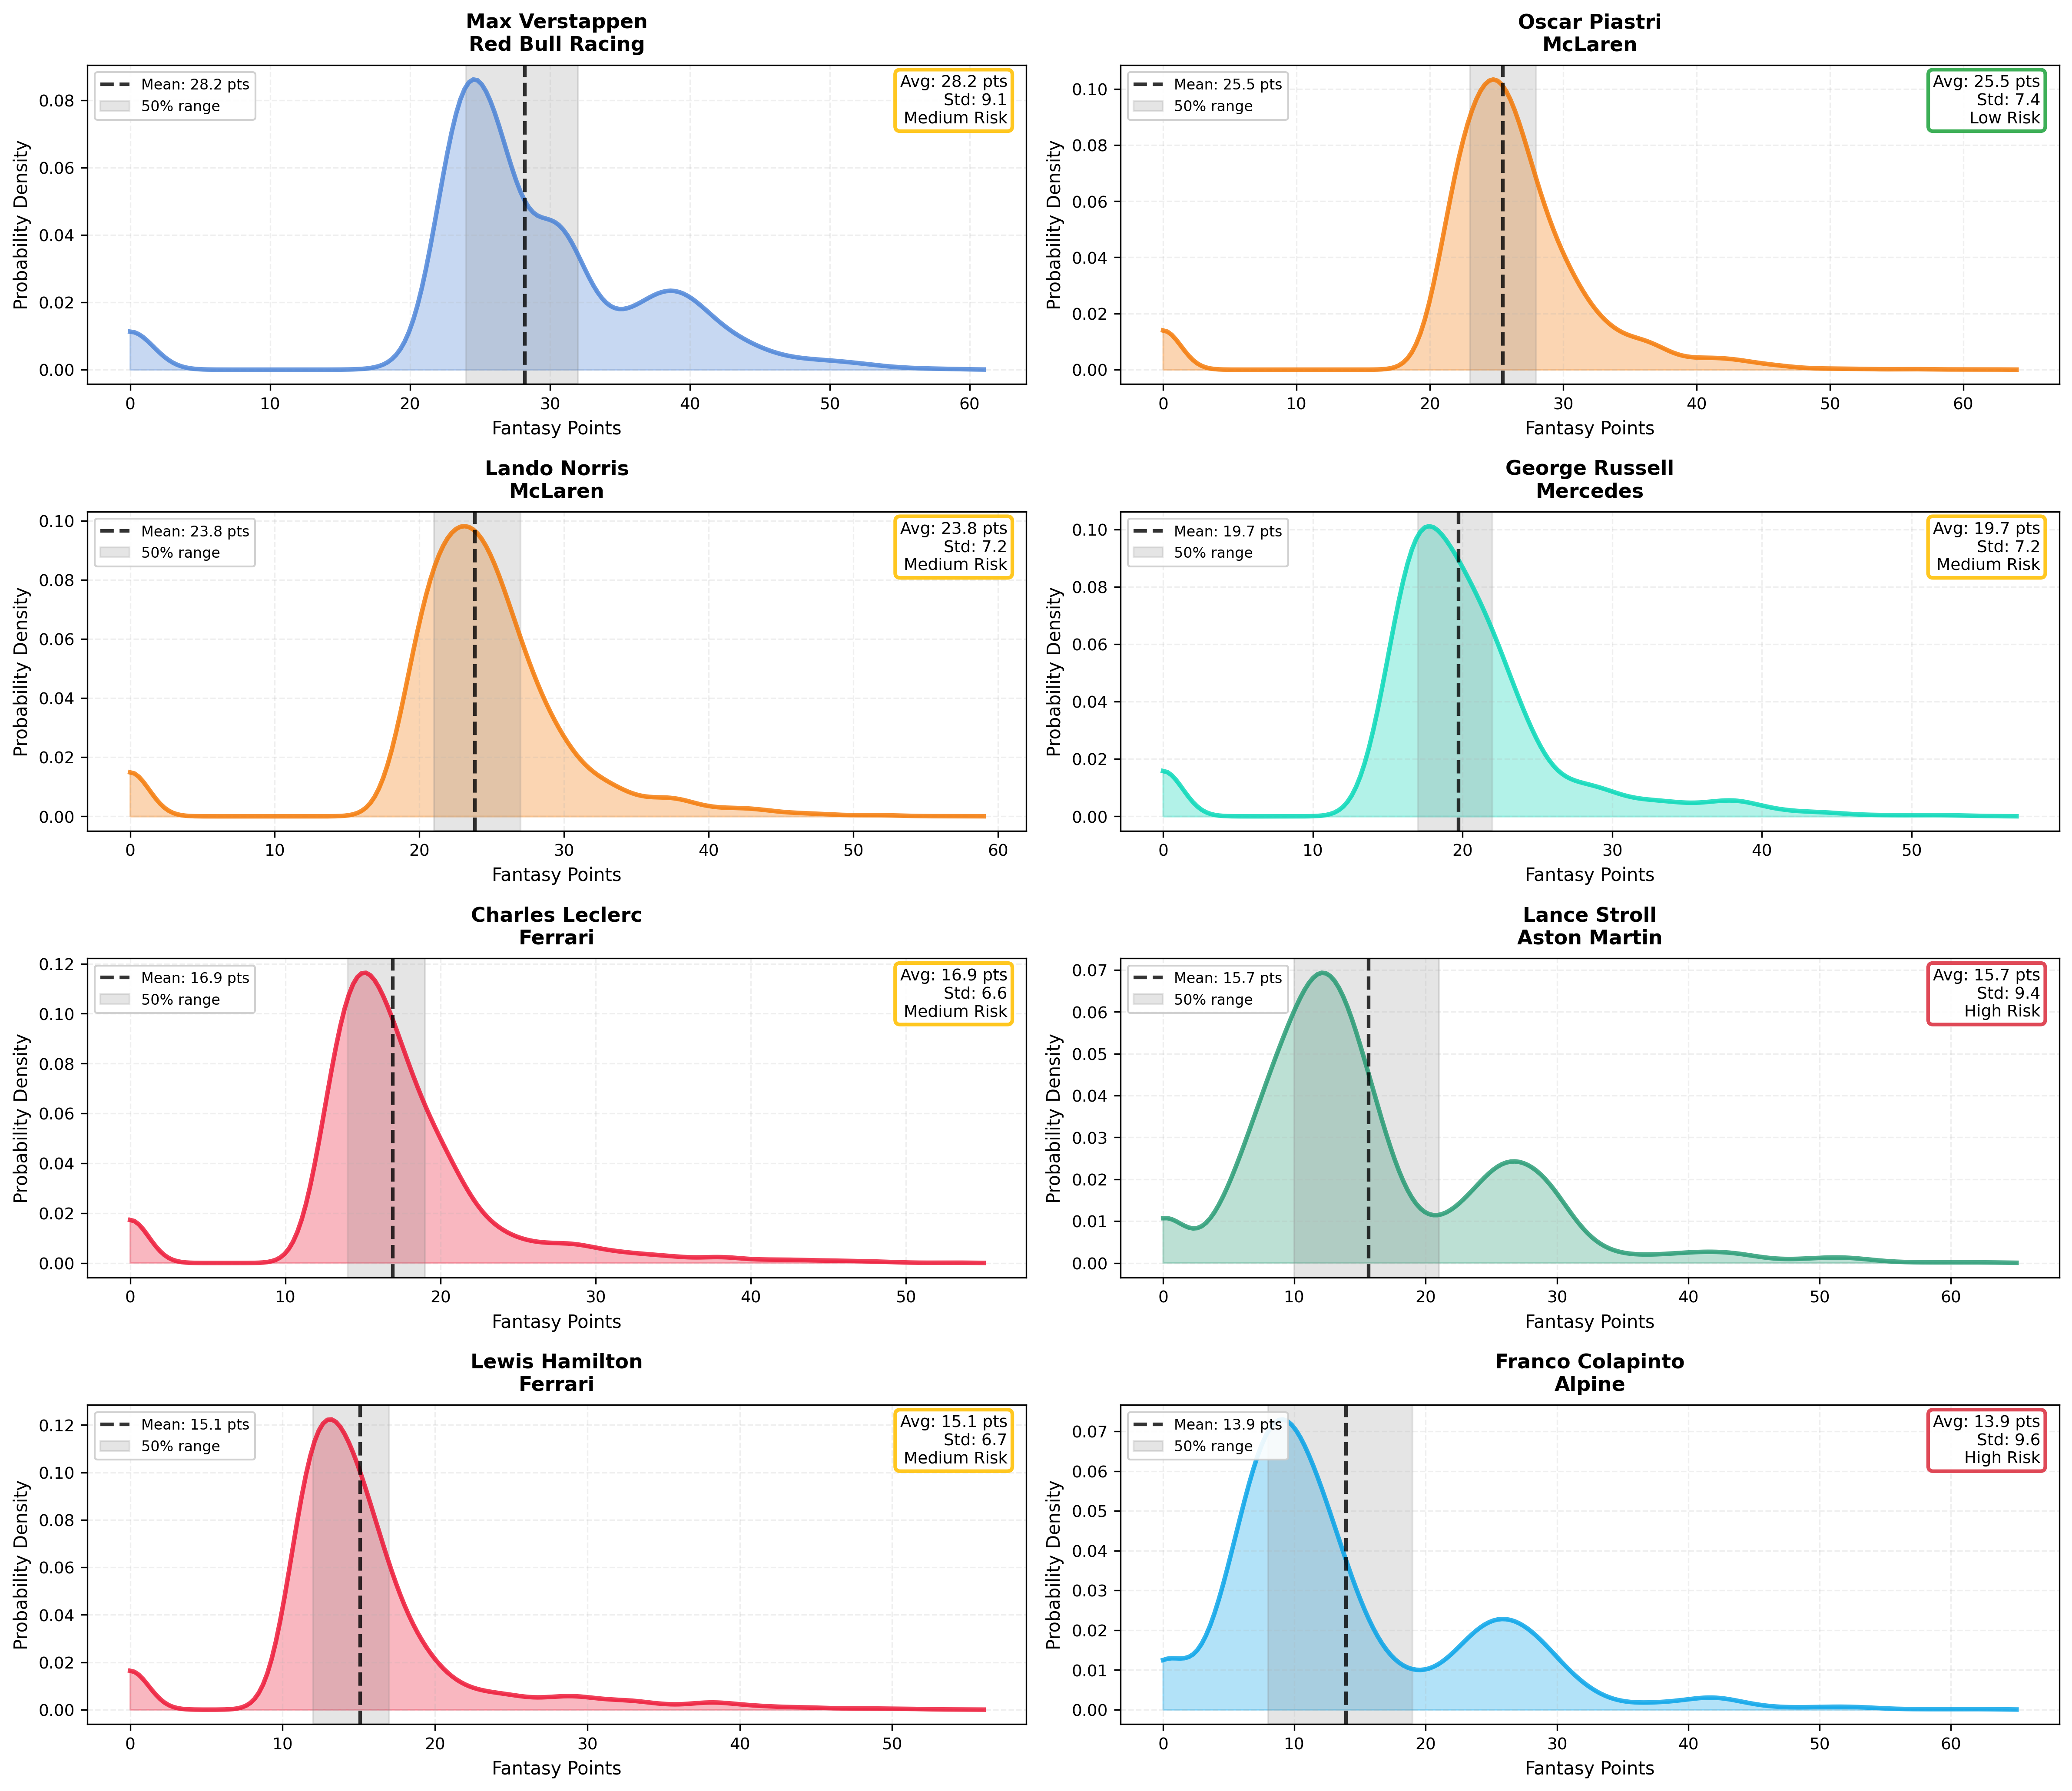 Max Verstappen
Red Bull Racing
Mean: 28.2 pts
50% range
Avg: 28.2 pts
Std: 9.1
Medium Risk
Probability Density
0.08
0.06
0.04
0.02
0.00
0 10 20 30 40 50 60
Fantasy Points
Oscar Piastri
McLaren
Mean: 25.5 pts
50% range
Avg: 25.5 pts
Std: 7.4
Low Risk
Probability Density
0.10
0.08
0.06
0.04
0.02
0.00
0 10 20 30 40 50 60
Fantasy Points
Lando Norris
McLaren
Mean: 23.8 pts
50% range
Avg: 23.8 pts
Std: 7.2
Medium Risk
Probability Density
0.10
0.08
0.06
0.04
0.02
0.00
0 10 20 30 40 50 60
Fantasy Points
George Russell
Mercedes
Mean: 19.7 pts
50% range
Avg: 19.7 pts
Std: 7.2
Medium Risk
Probability Density
0.10
0.08
0.06
0.04
0.02
0.00
0 10 20 30 40 50
Fantasy Points
Charles Leclerc
Ferrari
Mean: 16.9 pts
50% range
Avg: 16.9 pts
Std: 6.6
Medium Risk
Probability Density
0.12
0.10
0.08
0.06
0.04
0.02
0.00
0 10 20 30 40 50
Fantasy Points
Lance Stroll
Aston Martin
Mean: 15.7 pts
50% range
Avg: 15.7 pts
Std: 9.4
High Risk
Probability Density
0.07
0.06
0.05
0.04
0.03
0.02
0.01
0.00
0 10 20 30 40 50 60
Fantasy Points
Lewis Hamilton
Ferrari
Mean: 15.1 pts
50% range
Avg: 15.1 pts
Std: 6.7
Medium Risk
Probability Density
0.12
0.10
0.08
0.06
0.04
0.02
0.00
0 10 20 30 40 50
Fantasy Points
Franco Colapinto
Alpine
Mean: 13.9 pts
50% range
Avg: 13.9 pts
Std: 9.6
High Risk
Probability Density
0.07
0.06
0.05
0.04
0.03
0.02
0.01
0.00
0 10 20 30 40 50 60
Fantasy Points